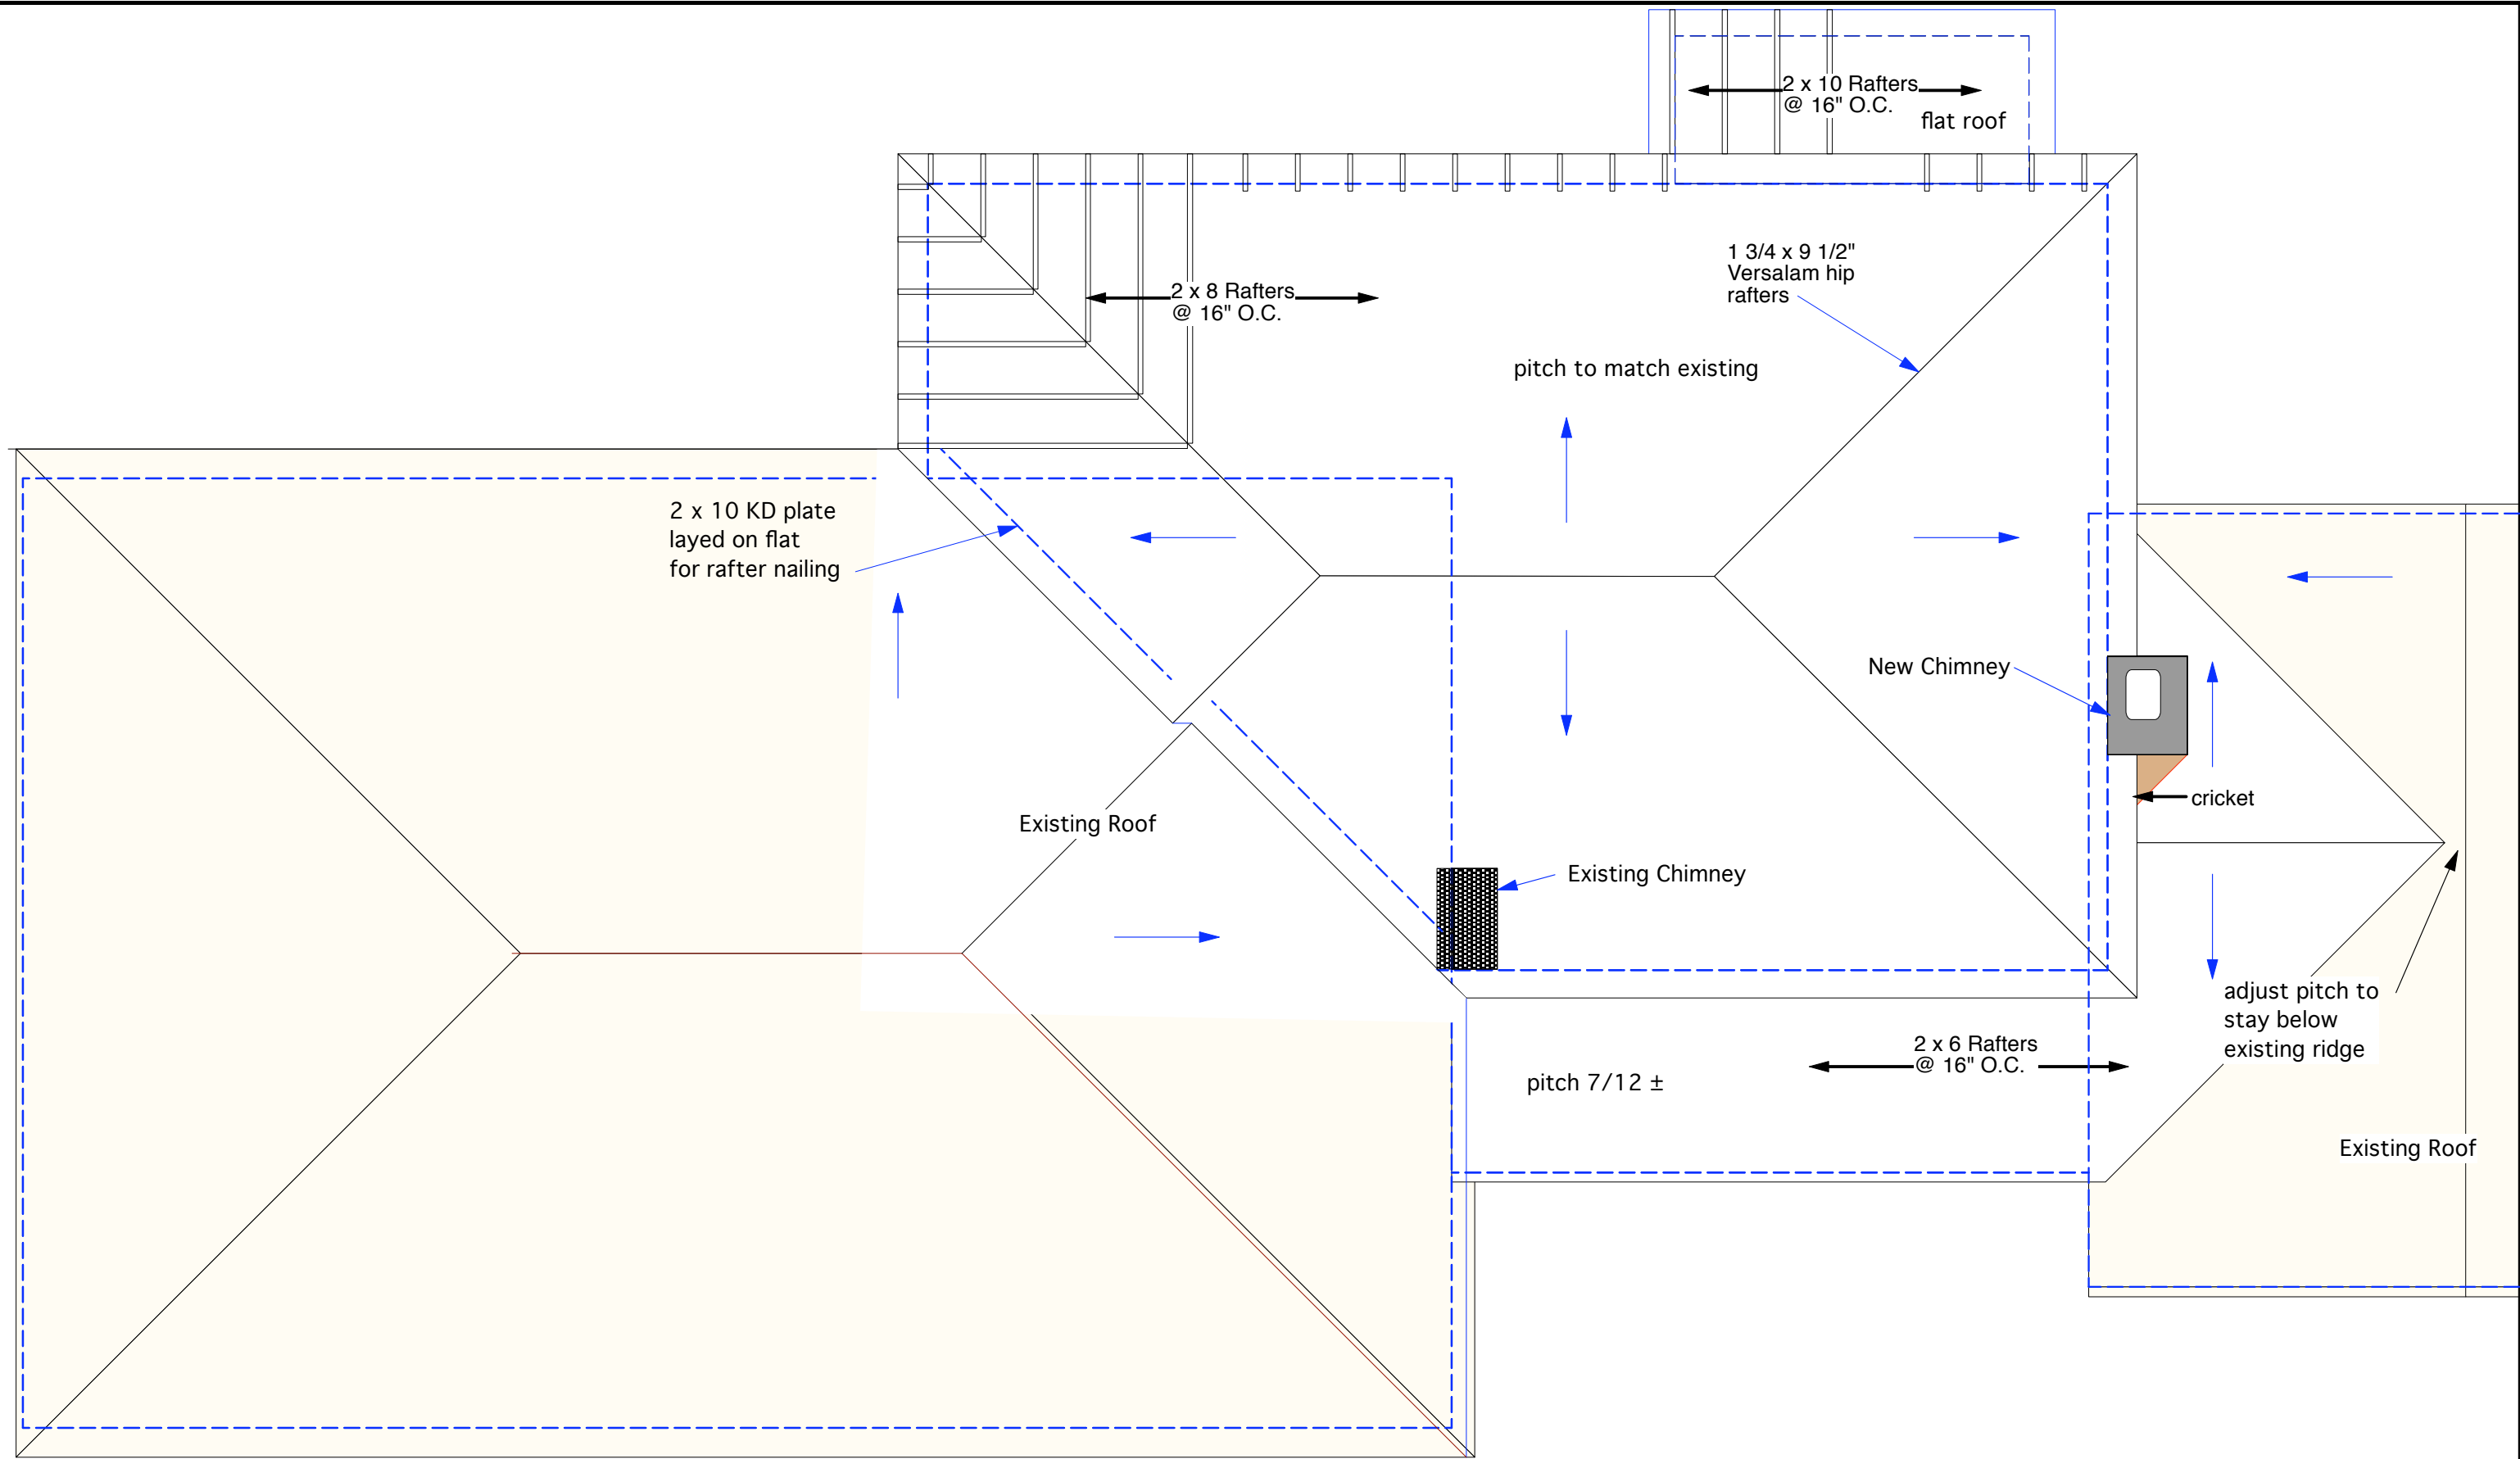 2 x 10 Rafters
@ 16" O.C.
flat roof
1 3/4 x 9 1/2"
Versalam hip
rafters
2 x 8 Rafters
@ 16" O.C.
pitch to match existing
2 x 10 KD plate
layed on flat
for rafter nailing
New Chimney
cricket
Existing Roof
Existing Chimney
adjust pitch to
stay below
existing ridge
2 x 6 Rafters
@ 16" O.C.
pitch 7/12 ±
Existing Roof